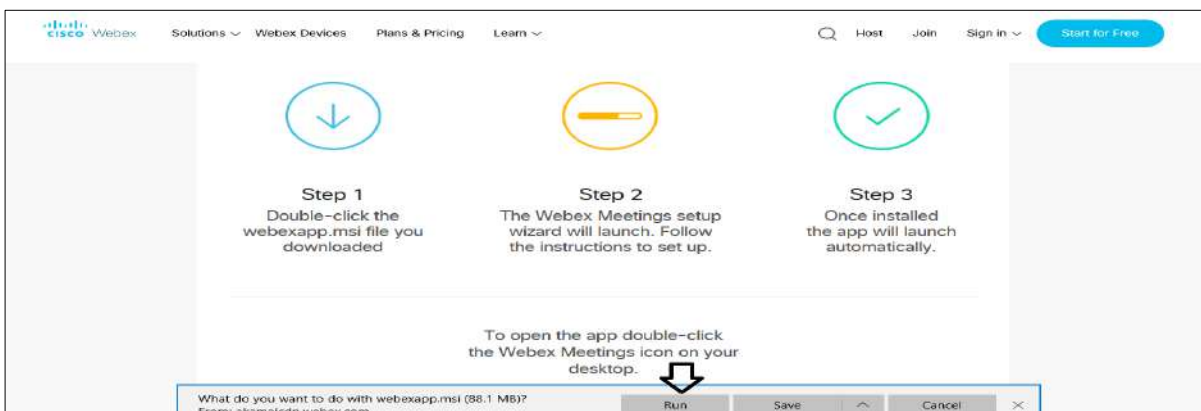 CISCO Webex Solutions Webex Devices Plans & Pricing Learn Host Join Sign in Start for Free
Step 1
Double-click the
webexapp.msi file you
downloaded
Step 2
The Webex Meetings setup
wizard will launch. Follow
the instructions to set up.
Step 3
Once installed
the app will launch
automatically.
To open the app double-click
the Webex Meetings icon on your
desktop.
What do you want to do with webexapp.msi (88.1 MB)?
Run Save Cancel